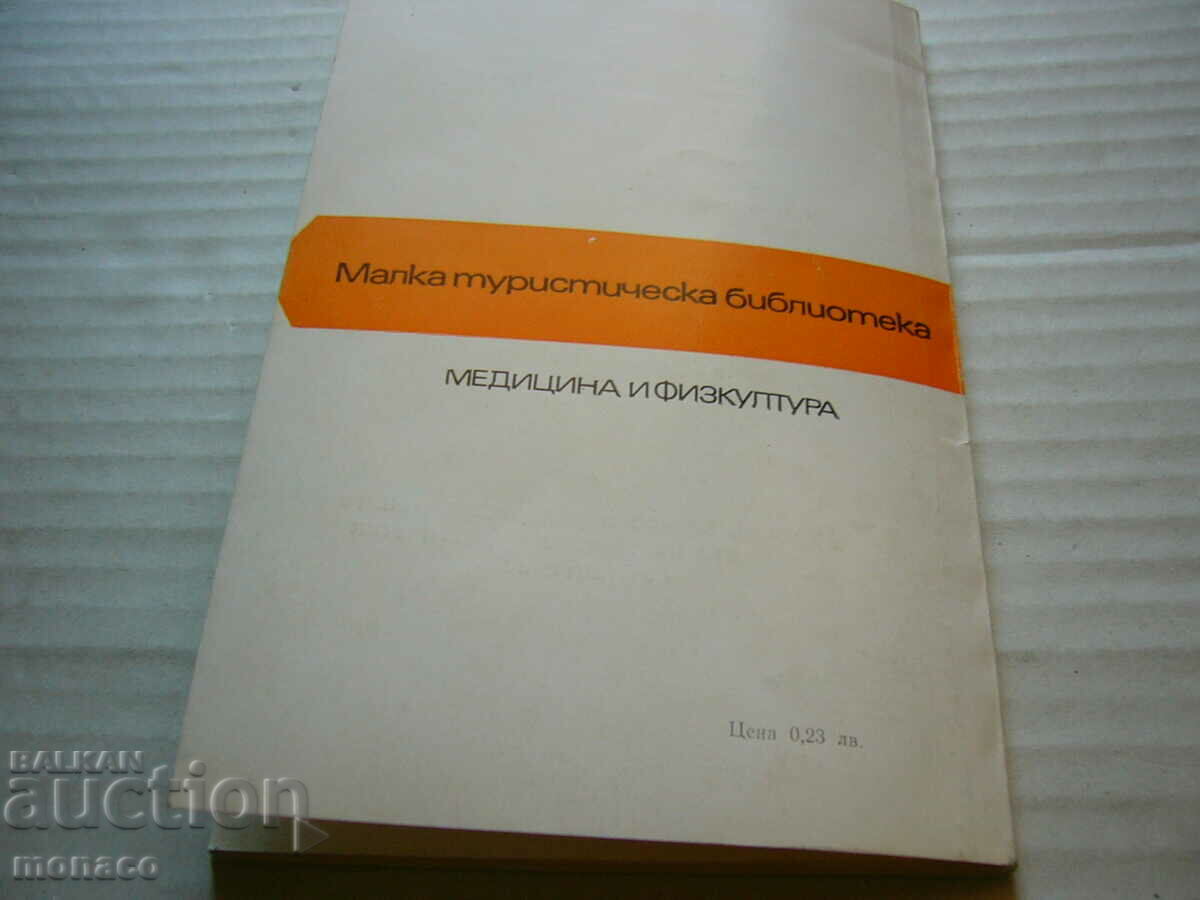 Малка туристическа библиотека
МЕДИЦИНА И ФИЗКУЛТУРА
Цена 0,23 лв.
BALKAN
auction
monaco